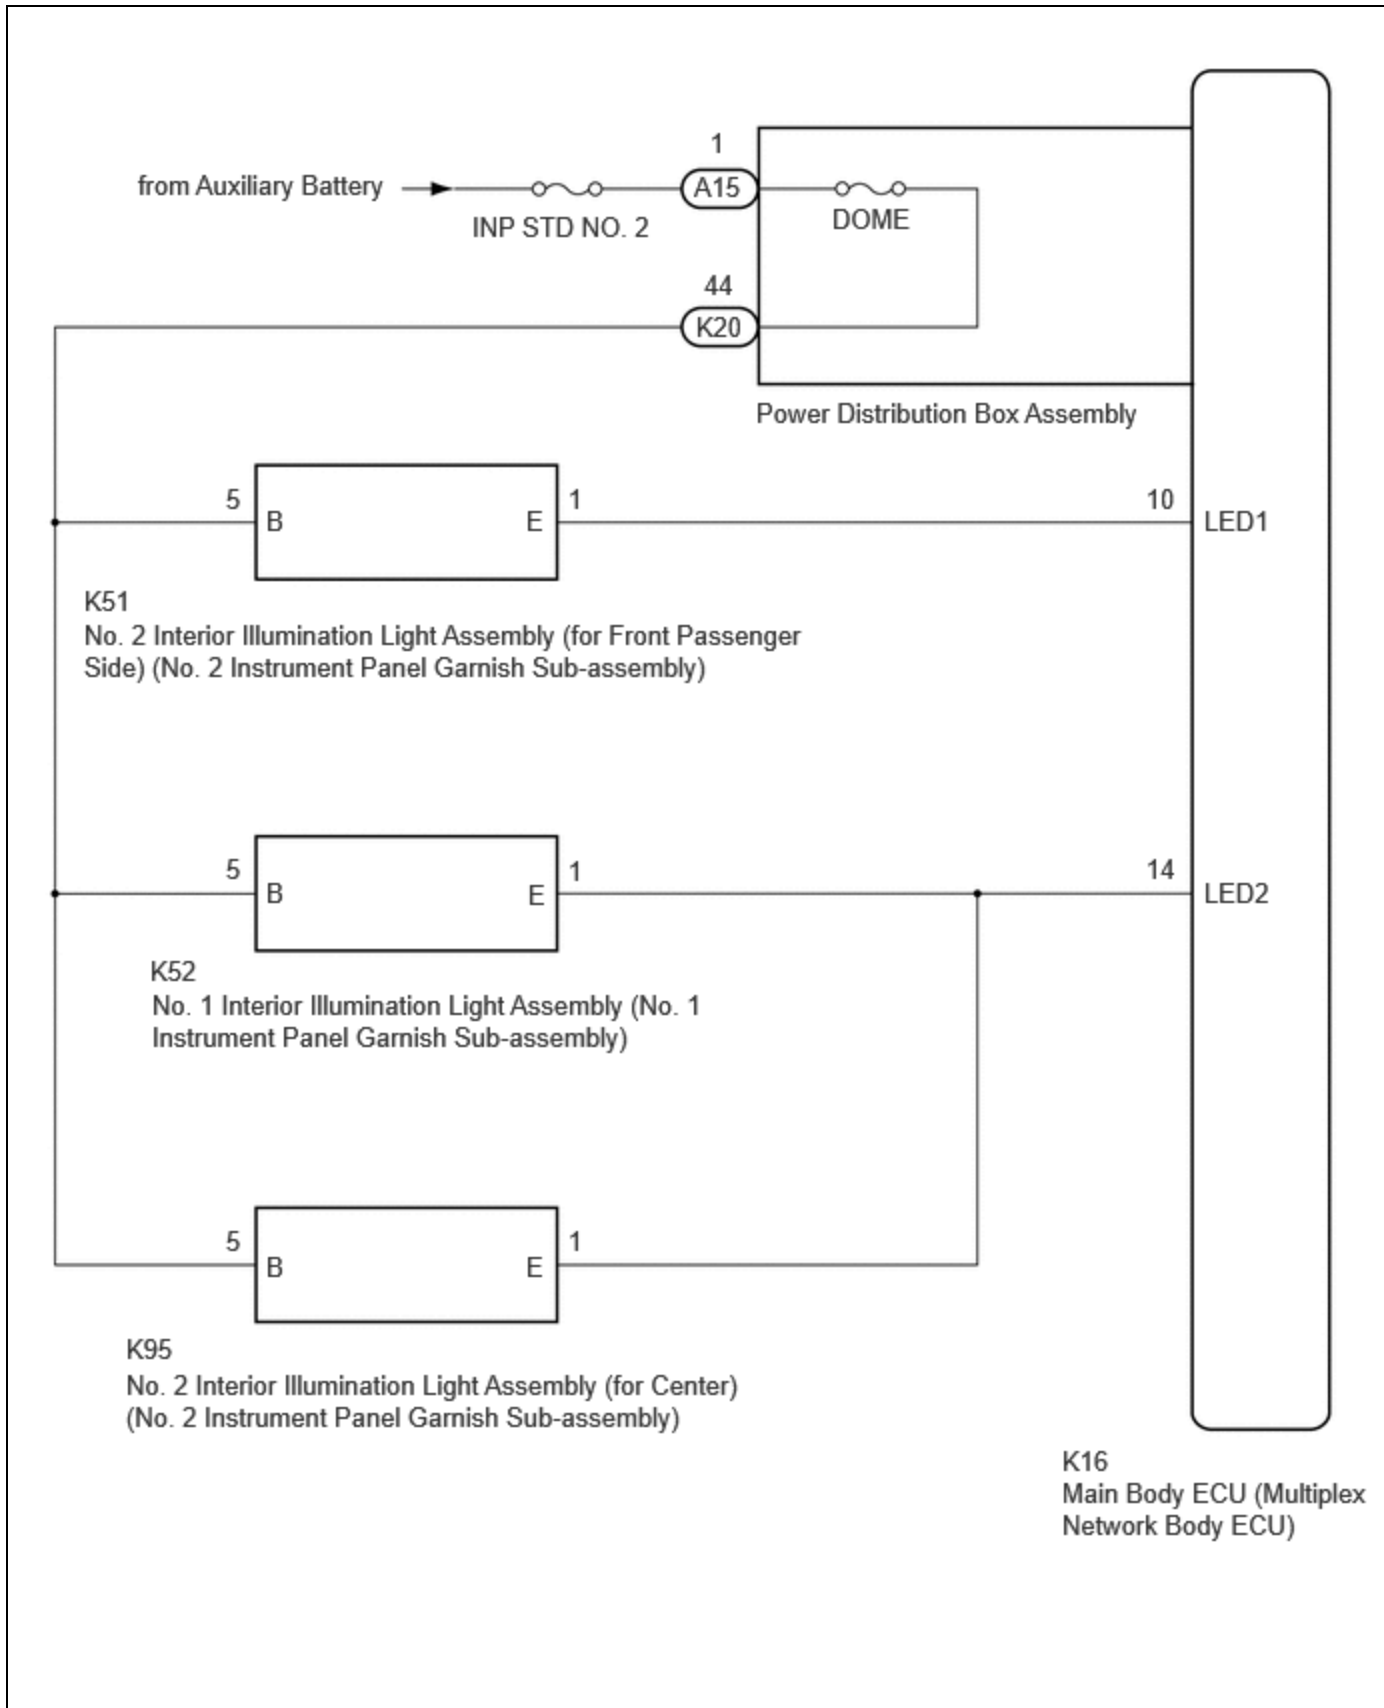 1
from Auxiliary Battery
A15
INP STD NO. 2
DOME
44
K20
Power Distribution Box Assembly
5
B
E
1
10
LED1
K51
No. 2 Interior Illumination Light Assembly (for Front Passenger
Side) (No. 2 Instrument Panel Garnish Sub-assembly)
5
B
E
1
14
LED2
K52
No. 1 Interior Illumination Light Assembly (No. 1
Instrument Panel Garnish Sub-assembly)
5
B
E
1
K95
No. 2 Interior Illumination Light Assembly (for Center)
(No. 2 Instrument Panel Garnish Sub-assembly)
K16
Main Body ECU (Multiplex
Network Body ECU)